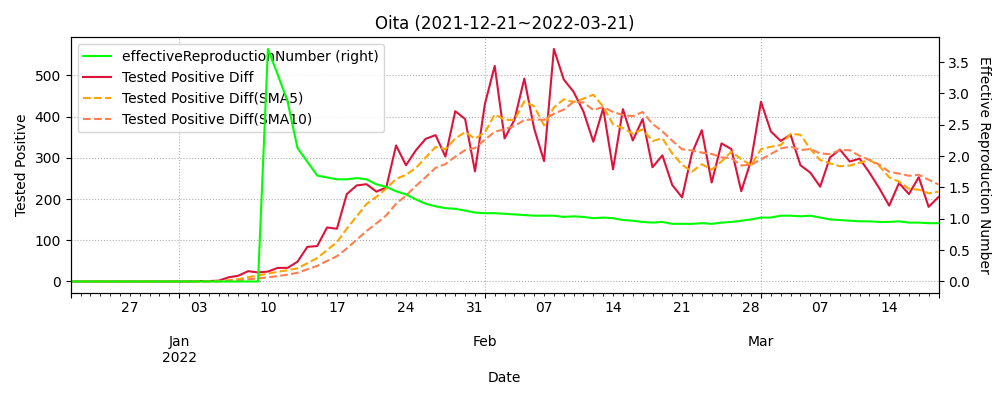 Oita (2021-12-21~2022-03-21)
effectiveReproductionNumber (right)
Tested Positive Diff
Tested Positive Diff(SMA5)
Tested Positive Diff(SMA10)
Tested Positive
500
400
300
200
100
0
3.5
3.0
2.5
2.0
1.5
1.0
0.5
0.0
Effective Reproduction Number
27 03 10 17 24 31 07 14 21 28 07 14
Jan Feb Mar
2022
Date